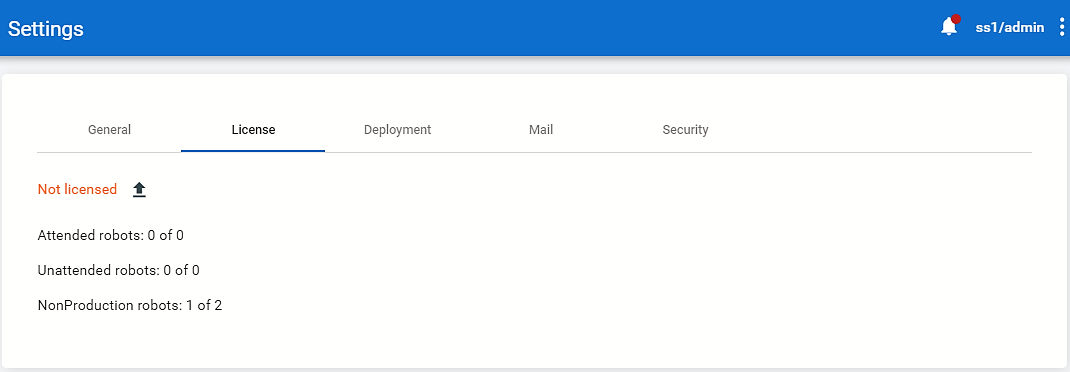 Settings
ss1/admin
General License Deployment Mail Security
Not licensed
Attended robots: 0 of 0
Unattended robots: 0 of 0
NonProduction robots: 1 of 2